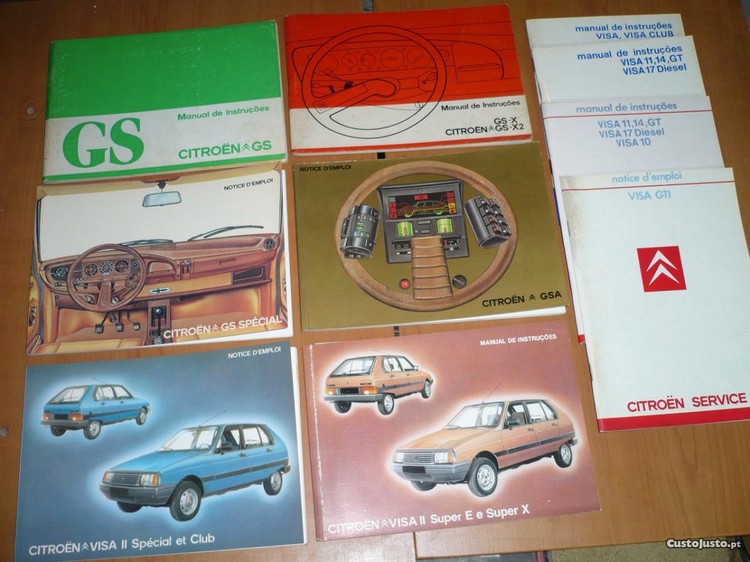 Manual de Instruções
GS
CITROËN GS
Manual de Instruções
GS-X
CITROËN GS-X2
manual de instruções
VISA, VISA CLUB
manual de instruções
VISA 11,14,GT
VISA 17 Diesel
manual de instruções
VISA 11,14,GT
VISA 17 Diesel
VISA 10
notice d'emploi
VISA GTI
CITROËN SERVICE
NOTICE D'EMPLOI
CITROËN GS SPÉCIAL
NOTICE D'EMPLOI
CITROËN GSA
NOTICE D'EMPLOI
CITROËN VISA II Spécial et Club
MANUAL DE INSTRUÇÕES
CITROËN VISA II Super E e Super X
CustoJusto.pt